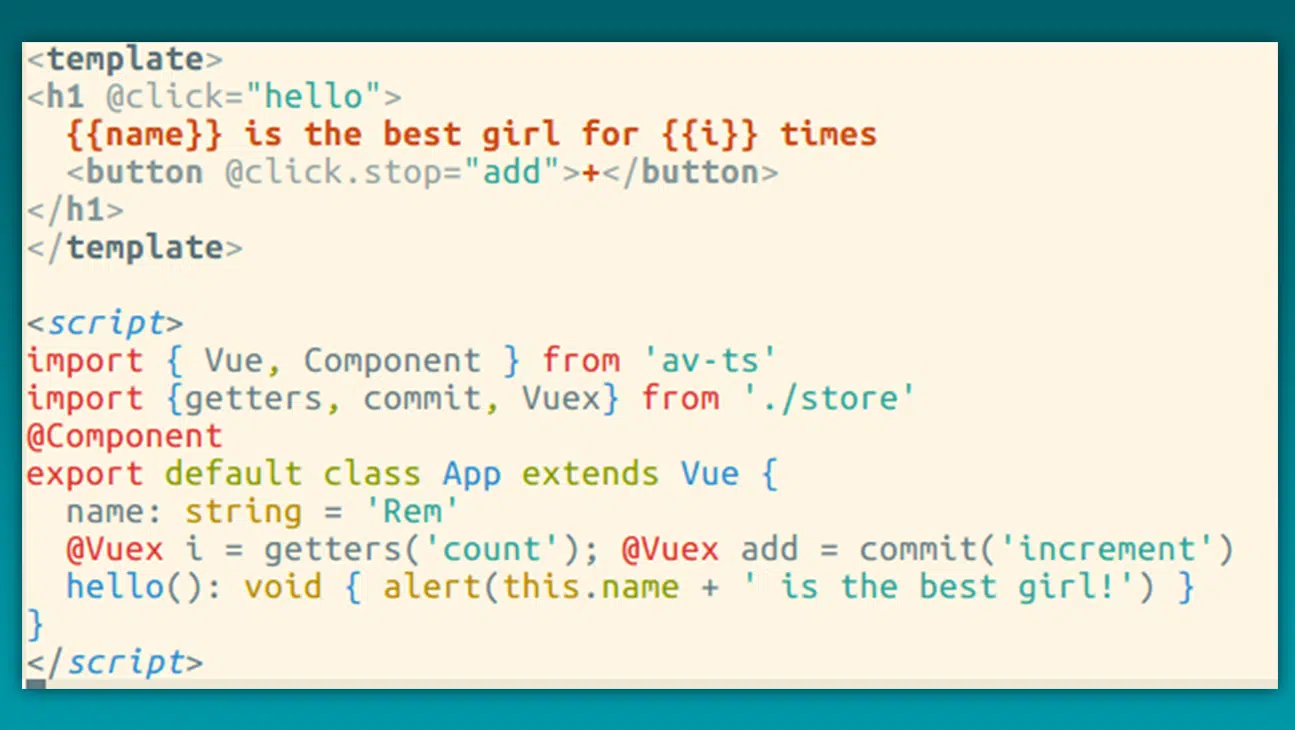 <template>
<h1 @click="hello">
  {{name}} is the best girl for {{i}} times
  <button @click.stop="add">+</button>
</h1>
</template>

<script>
import { Vue, Component } from 'av-ts'
import {getters, commit, Vuex} from './store'
@Component
export default class App extends Vue {
  name: string = 'Rem'
  @Vuex i = getters('count'); @Vuex add = commit('increment')
  hello(): void { alert(this.name + ' is the best girl!') }
}
</script>